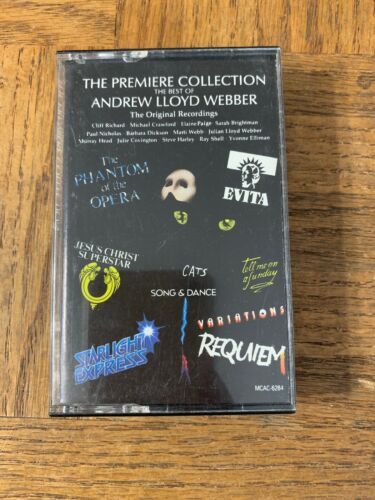 THE PREMIERE COLLECTION
THE BEST OF
ANDREW LLOYD WEBBER
The Original Recordings
Cliff Richard Michael Crawford Elaine Paige Sarah Brightman
Paul Nicholas Barbara Dickson Marti Webb Julian Lloyd Webber
Murray Head Julie Covington Steve Harley Ray Shell Yvonne Elliman
The
PHANTOM
of the
OPERA
EVITA
JESUS CHRIST
SUPERSTAR
CATS
tell me on
a sunday
SONG & DANCE
VARIATIONS
STARLIGHT
EXPRESS
REQUIEM
MCAC-6284